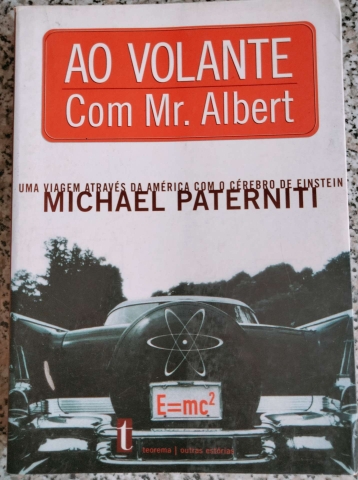 AO VOLANTE
Com Mr. Albert
UMA VIAGEM ATRAVÉS DA AMÉRICA COM O CÉREBRO DE EINSTEIN
MICHAEL PATERNITI
E=mc²
t
teorema | outras estórias